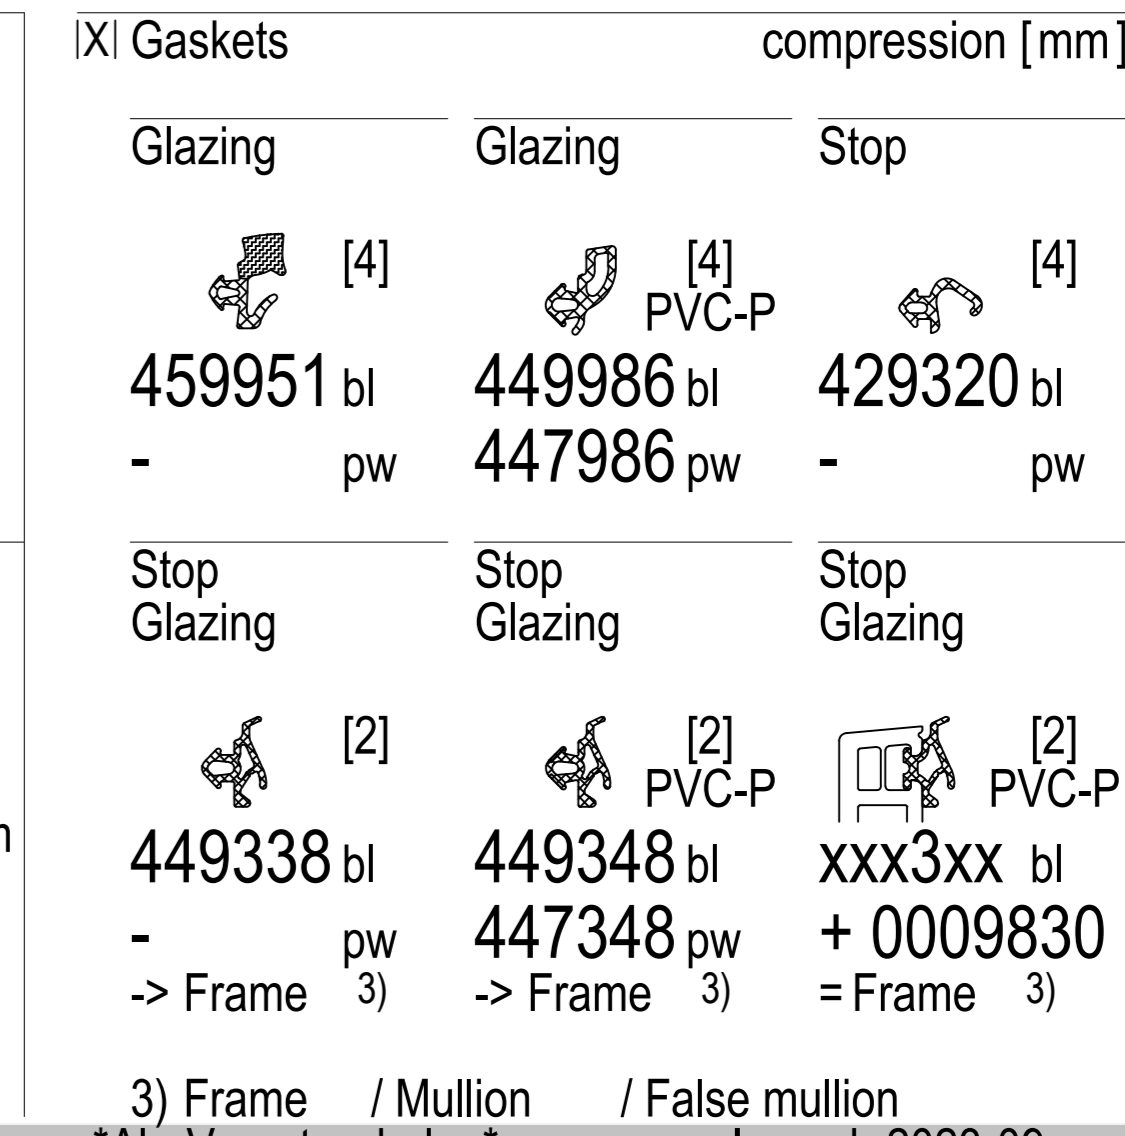 |X| Gaskets compression [mm]
Glazing Glazing Stop
[4] [4] [4]
PVC-P
459951 bl 449986 bl 429320 bl
- pw 447986 pw - pw
Stop Stop Stop
Glazing Glazing Glazing
[2] [2] [2]
PVC-P PVC-P
449338 bl 449348 bl xxx3xx bl
- pw 447348 pw + 0009830
-> Frame 3) -> Frame 3) = Frame 3)
3) Frame / Mullion / False mullion